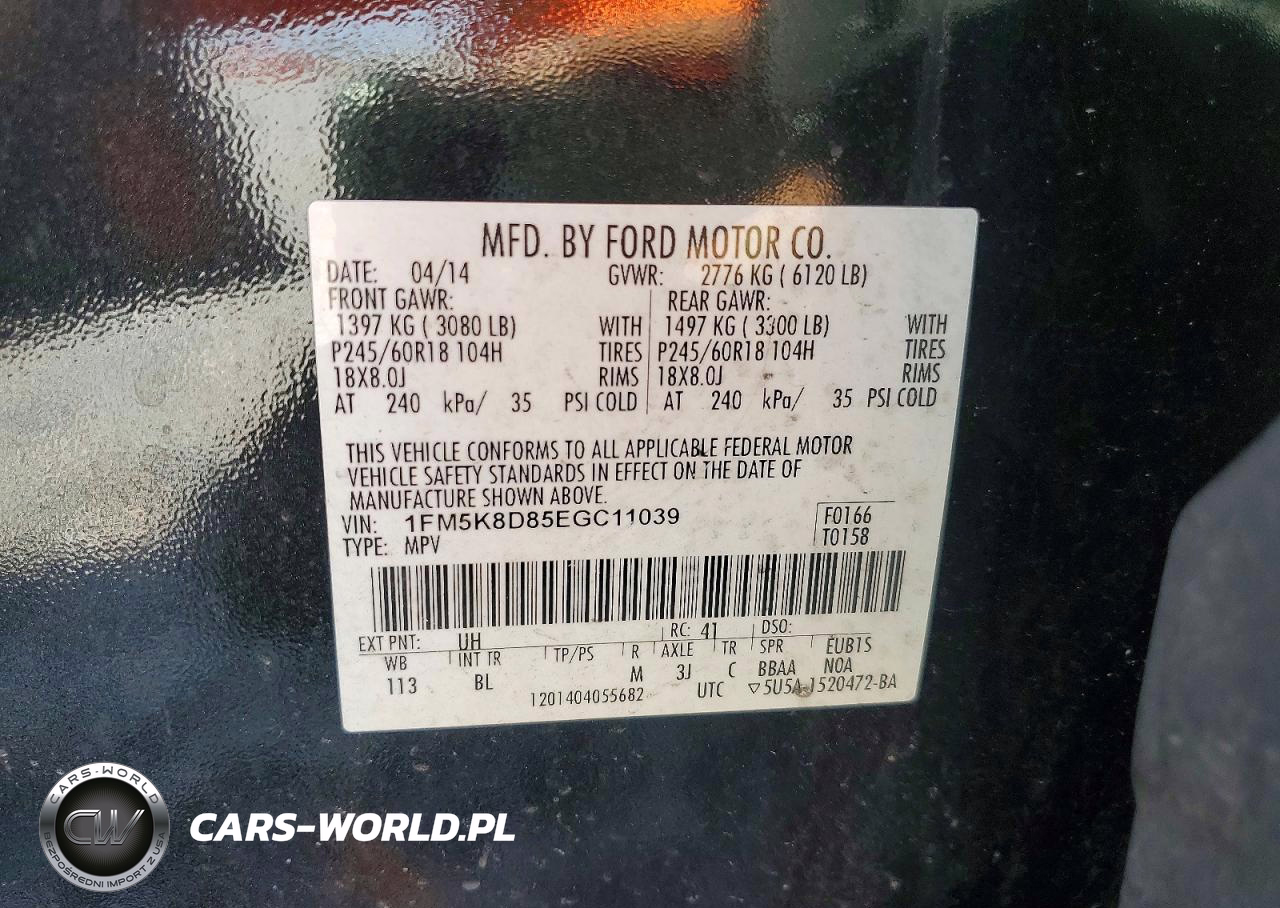 MFD. BY FORD MOTOR CO.
DATE: 04/14 GVWR: 2776 KG ( 6120 LB)
FRONT GAWR: REAR GAWR:
1397 KG ( 3080 LB) WITH 1497 KG ( 3300 LB) WITH
P245/60R18 104H TIRES P245/60R18 104H TIRES
18X8.0J RIMS 18X8.0J RIMS
AT 240 kPa/ 35 PSI COLD AT 240 kPa/ 35 PSI COLD
THIS VEHICLE CONFORMS TO ALL APPLICABLE FEDERAL MOTOR
VEHICLE SAFETY STANDARDS IN EFFECT ON THE DATE OF
MANUFACTURE SHOWN ABOVE.
VIN: 1FM5K8D85EGC11039 F0166
TYPE: MPV T0158
EXT PNT: UH RC: 41 DSO:
WB INT TR TP/PS R AXLE TR SPR EUBTS
113 BL M 3J C BBAA NOA
1201404055682 UTC ▽5U5A-1520472-BA
CARS-WORLD
CW
BEZPOŚREDNI IMPORT Z USA
CARS-WORLD.PL